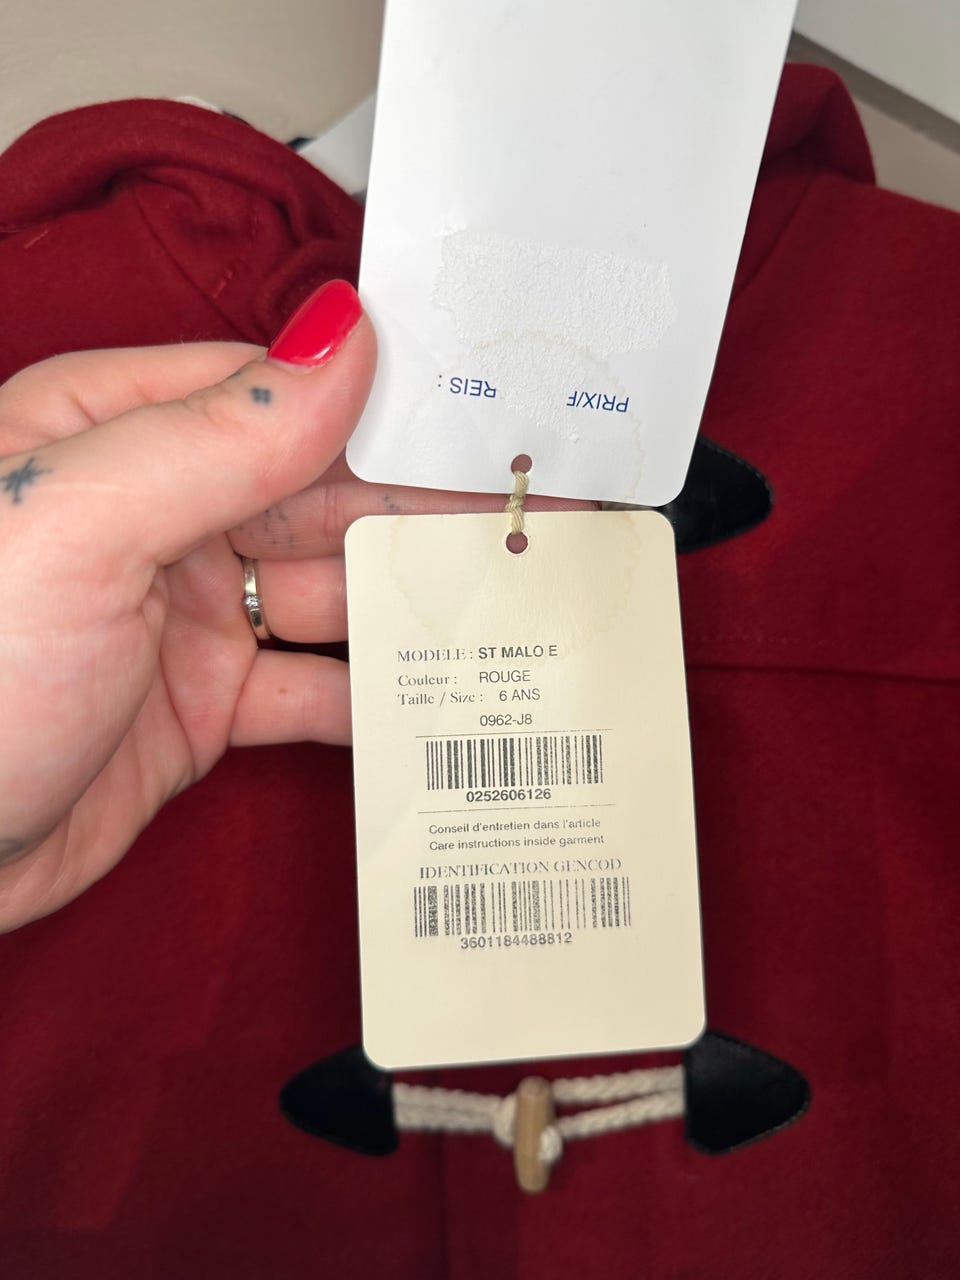 PRIX/F REIS :
MODELE : ST MALO E
Couleur : ROUGE
Taille / Size : 6 ANS
0962-J8
0252606126
Conseil d'entretien dans l'article
Care instructions inside garment
IDENTIFICATION GENCOD
3601184488812